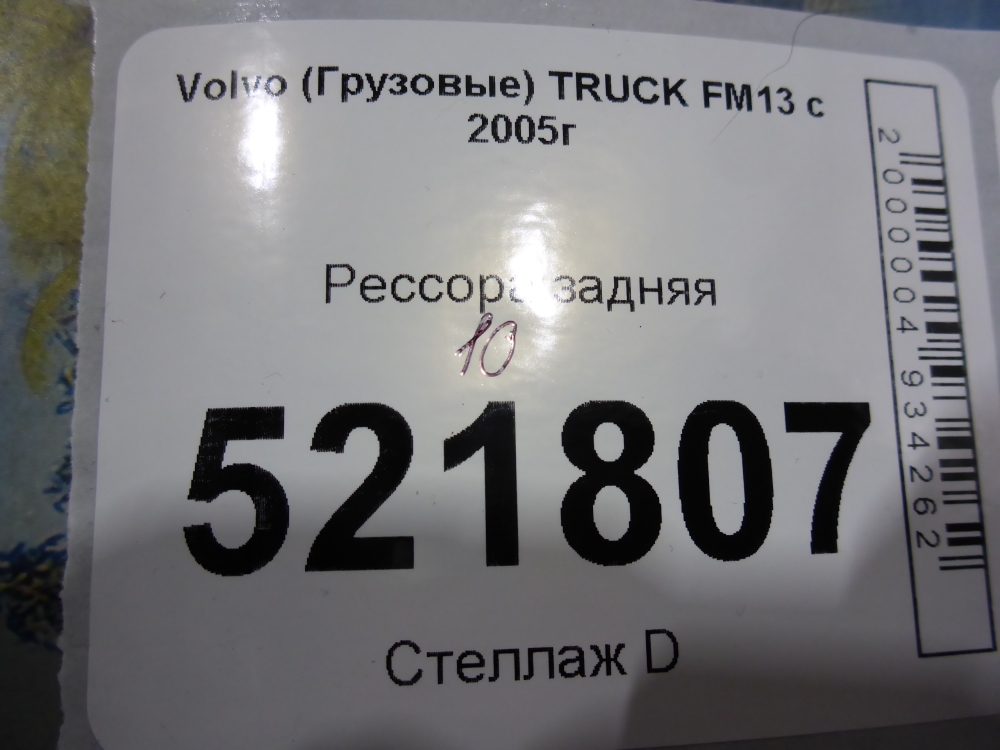 Volvo (Грузовые) TRUCK FM13 с
2005г
Рессора задняя
10
521807
Стеллаж D
2000004934262